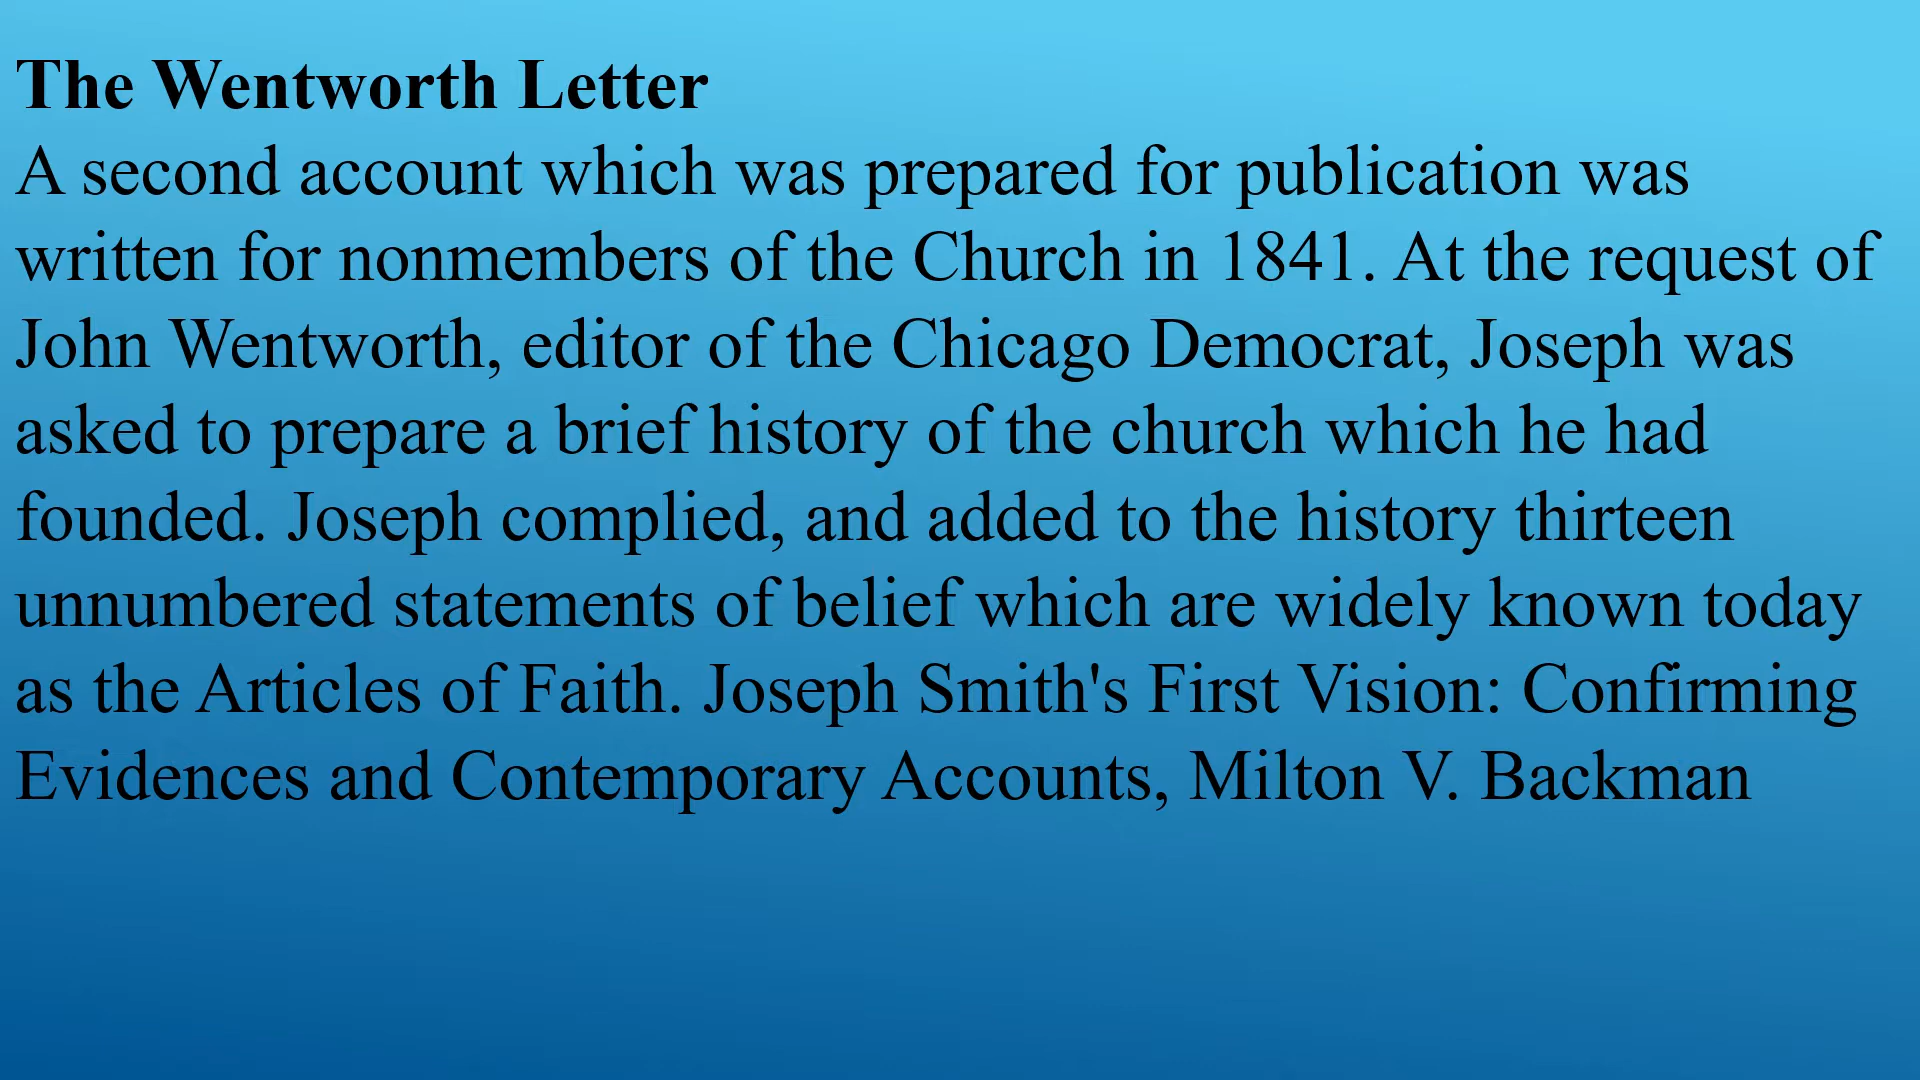 The Wentworth Letter
A second account which was prepared for publication was
written for nonmembers of the Church in 1841. At the request of
John Wentworth, editor of the Chicago Democrat, Joseph was
asked to prepare a brief history of the church which he had
founded. Joseph complied, and added to the history thirteen
unnumbered statements of belief which are widely known today
as the Articles of Faith. Joseph Smith's First Vision: Confirming
Evidences and Contemporary Accounts, Milton V. Backman